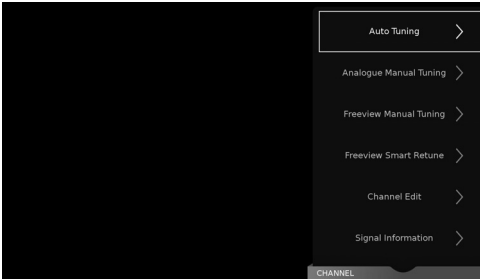 Auto Tuning
Analogue Manual Tuning
Freeview Manual Tuning
Freeview Smart Retune
Channel Edit
Signal Information
CHANNEL